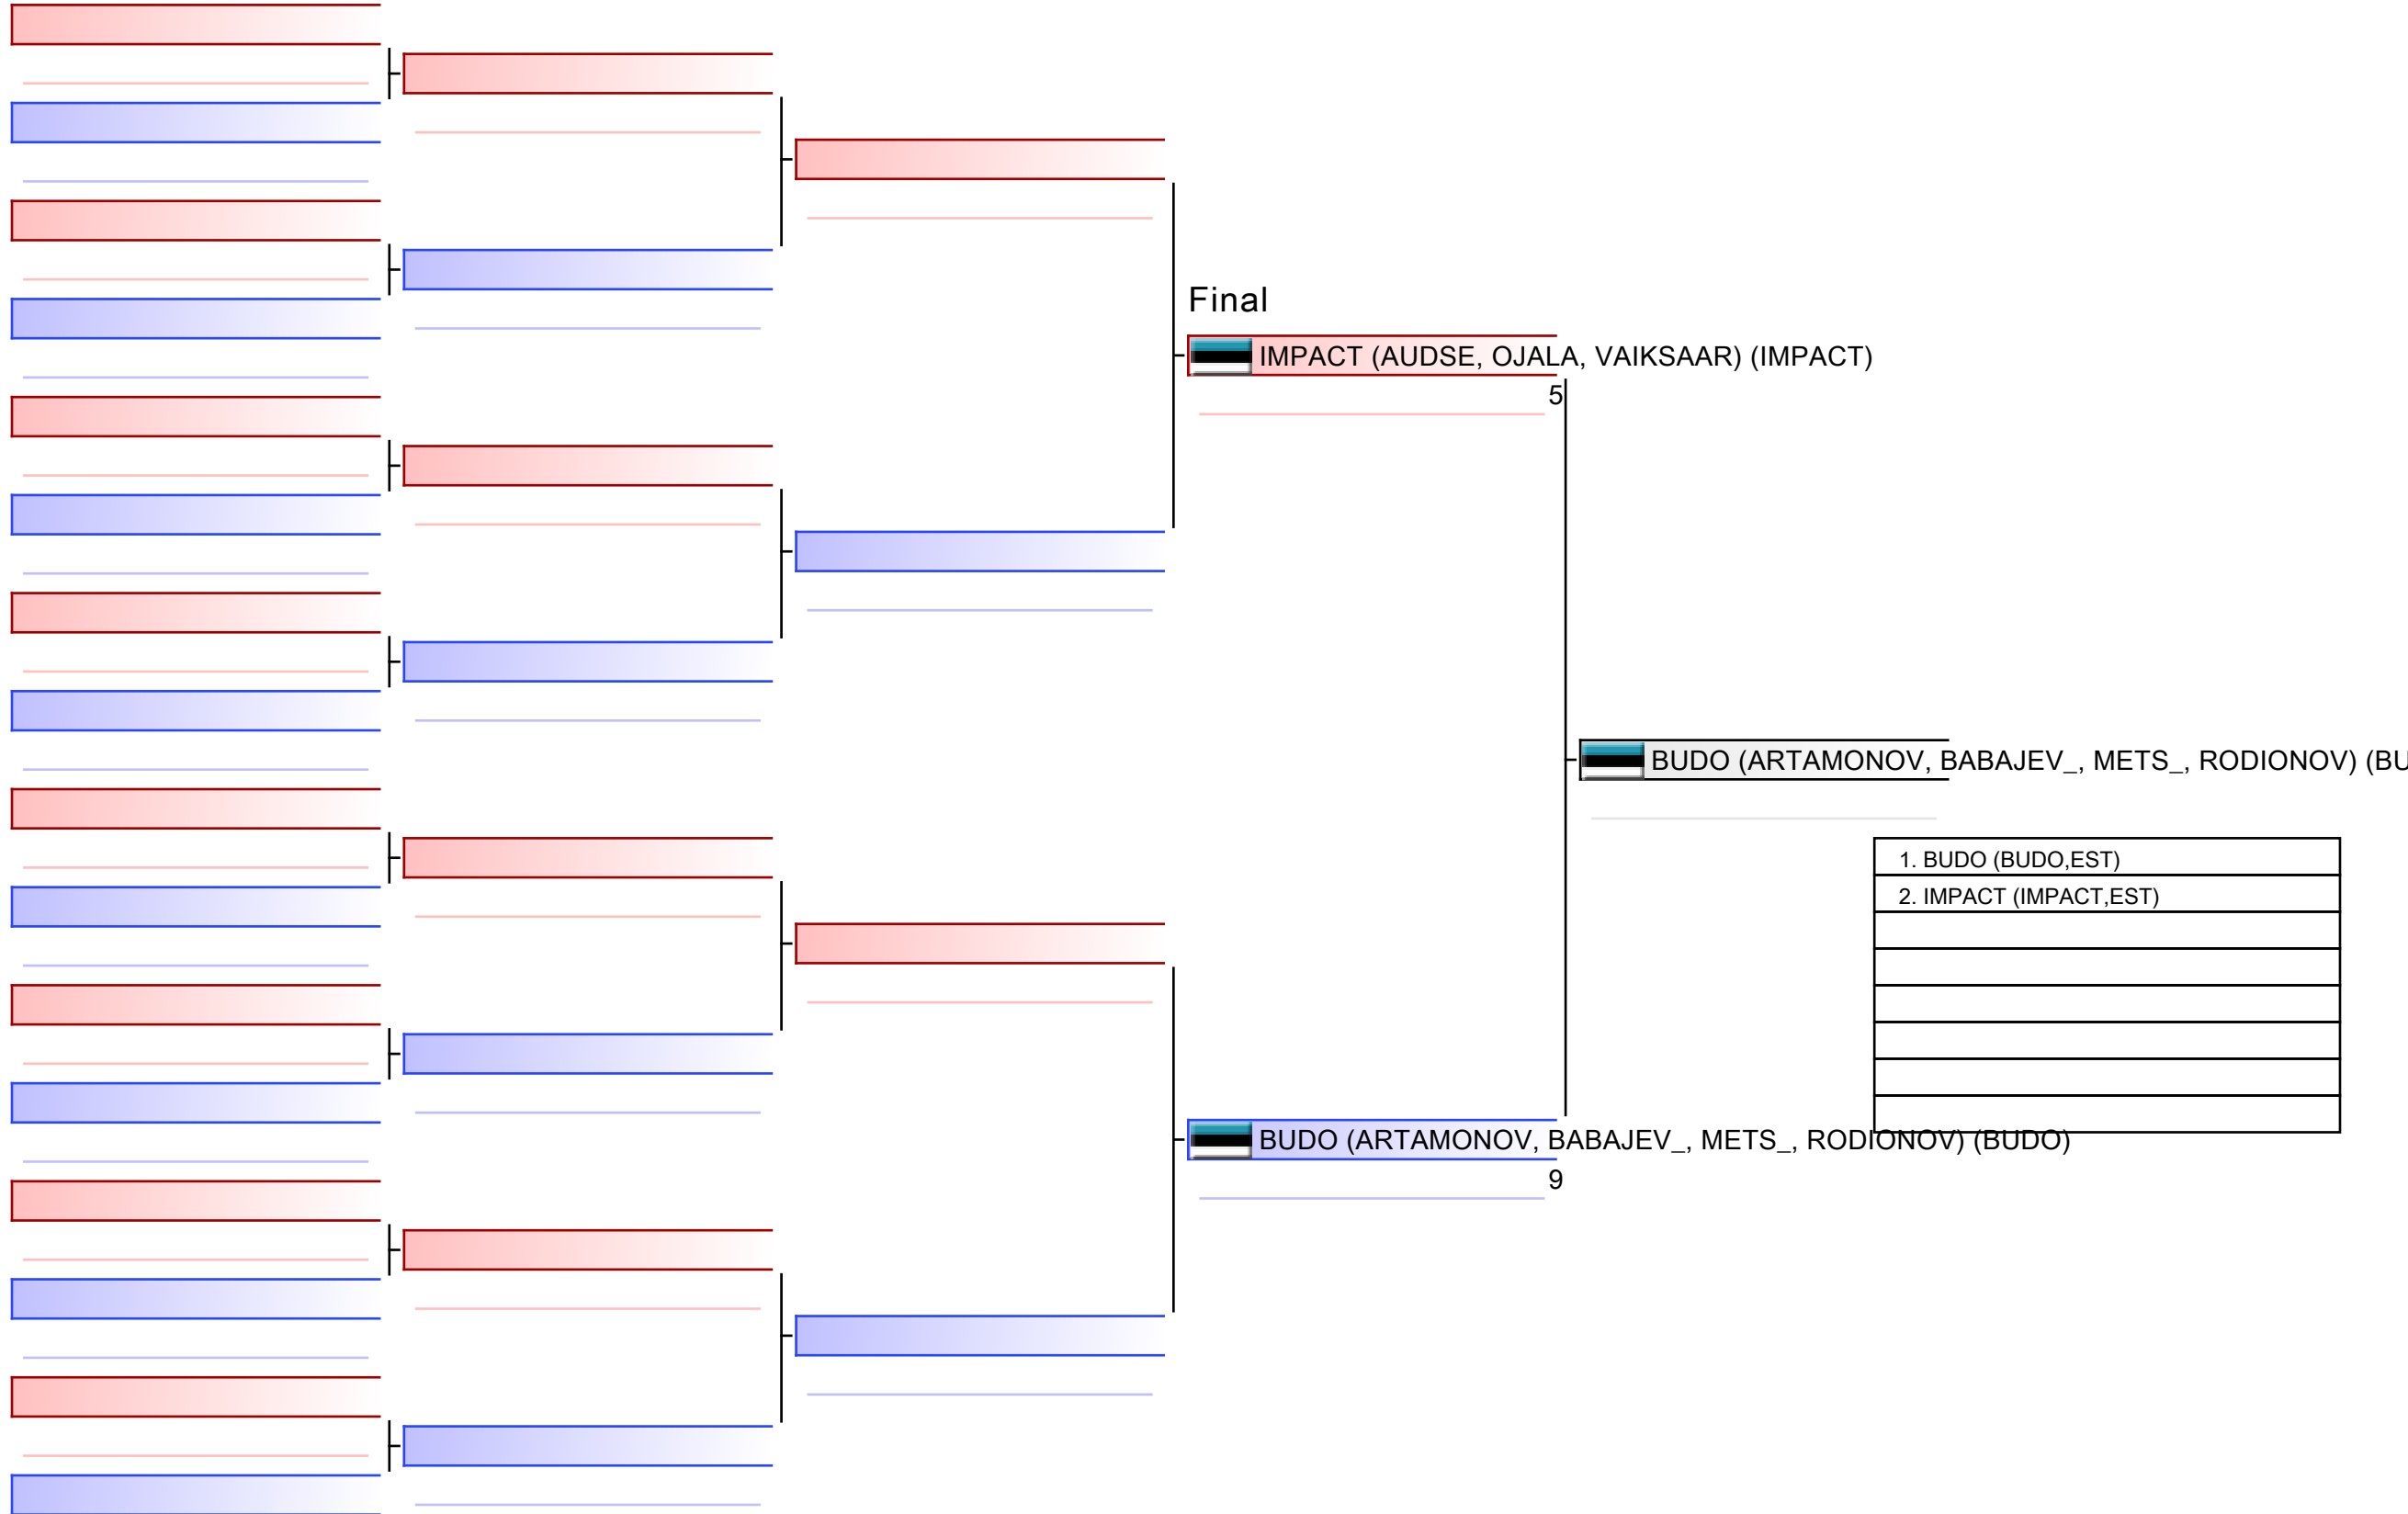 Final
IMPACT (AUDSE, OJALA, VAIKSAAR) (IMPACT)
5
BUDO (ARTAMONOV, BABAJEV_, METS_, RODIONOV) (BU
1. BUDO (BUDO,EST)
2. IMPACT (IMPACT,EST)
BUDO (ARTAMONOV, BABAJEV_, METS_, RODIONOV) (BUDO)
9